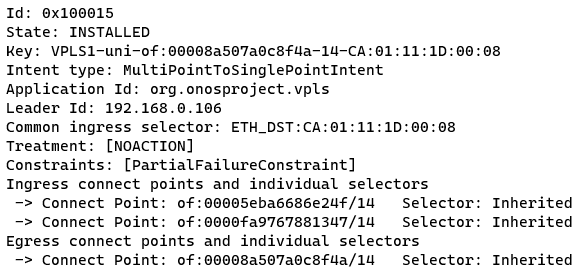 Id: 0x100015
State: INSTALLED
Key: VPLS1-uni-of:00008a507a0c8f4a-14-CA:01:11:1D:00:08
Intent type: MultiPointToSinglePointIntent
Application Id: org.onosproject.vpls
Leader Id: 192.168.0.106
Common ingress selector: ETH_DST:CA:01:11:1D:00:08
Treatment: [NOACTION]
Constraints: [PartialFailureConstraint]
Ingress connect points and individual selectors
-> Connect Point: of:00005eba6686e24f/14 Selector: Inherited
-> Connect Point: of:0000fa9767881347/14 Selector: Inherited
Egress connect points and individual selectors
-> Connect Point: of:00008a507a0c8f4a/14 Selector: Inherited